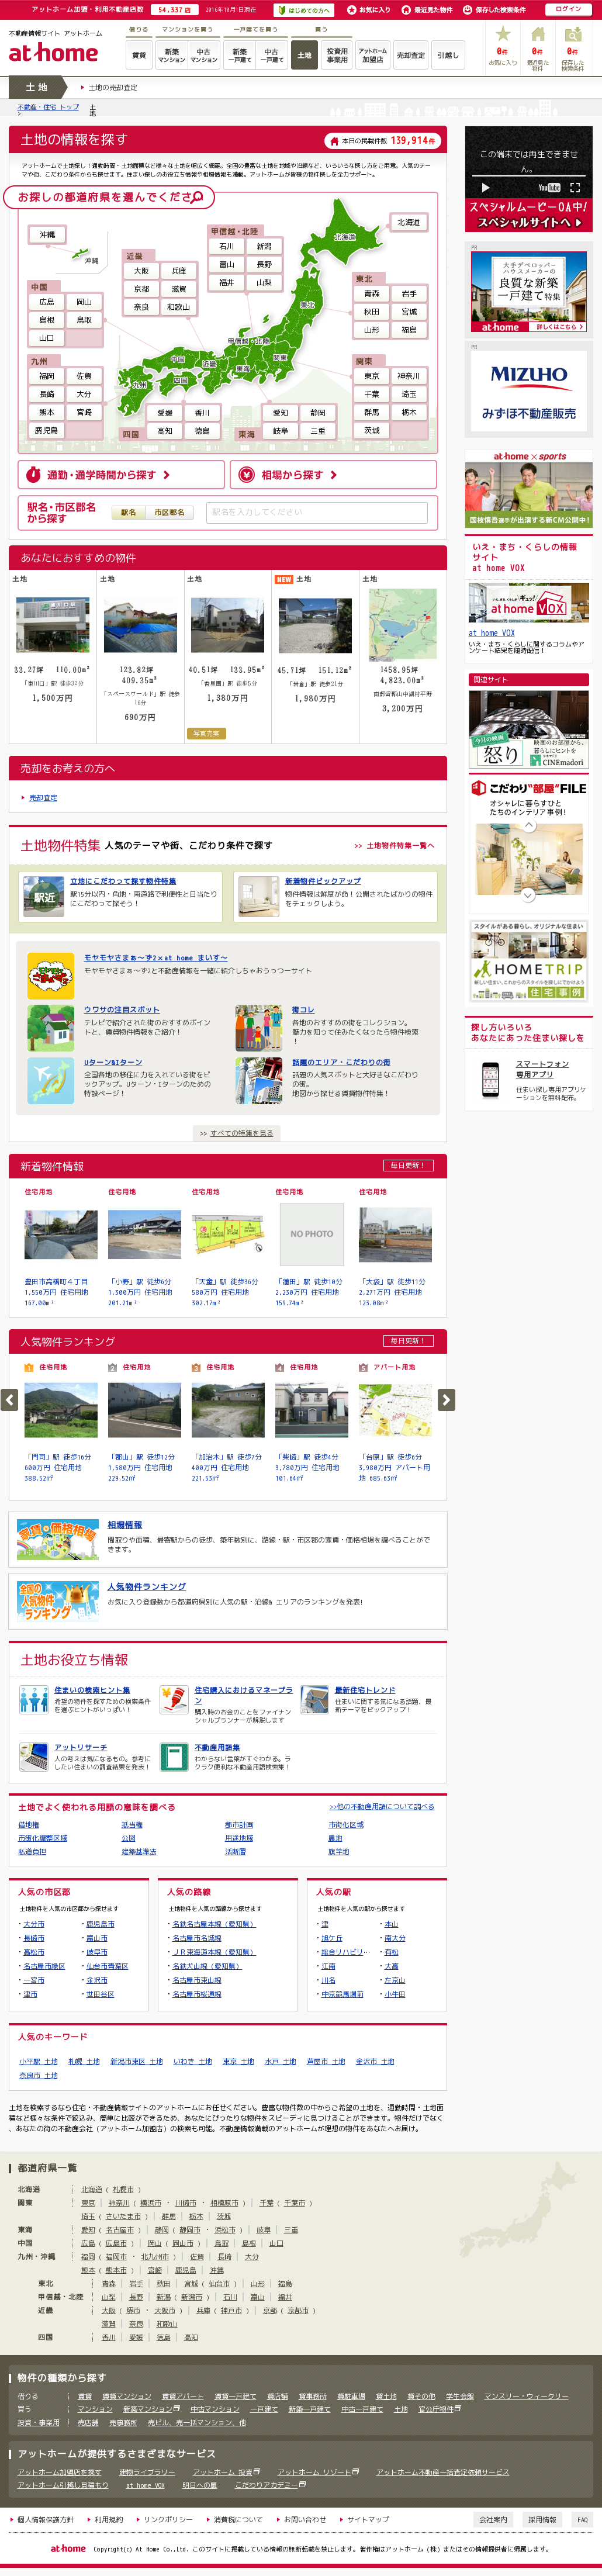 アットホーム加盟・利用不動産店数 54,337店 2016年10月1日現在 はじめての方へ お気に入り 最近見た物件 保存した検索条件 ログイン
不動産情報サイト アットホーム
at home
借りる マンションを買う 一戸建てを買う 買う
賃貸 新築マンション 中古マンション 新築一戸建て 中古一戸建て 土地 投資用事業用 アットホーム加盟店 売却査定 引越し
0件 お気に入り 0件 最近見た物件 0件 保存した検索条件
土地 土地の売却査定
不動産・住宅 トップ > 土地
土地の情報を探す 本日の掲載件数 139,914件
アットホームで土地探し！通勤時間・土地面積など様々な土地を幅広く網羅。全国の豊富な土地を地域や沿線など、いろいろな探し方をご用意。人気のテーマや街、こだわり条件からも探せます。住まい探しのお役立ち情報や相場情報も満載。アットホームが皆様の物件探しを全力サポート。
お探しの都道府県を選んでください
沖縄 沖縄
甲信越・北陸 石川 新潟 富山 長野 福井 山梨
北海道 北海道
近畿 大阪 兵庫 京都 滋賀 奈良 和歌山
中国 広島 岡山 島根 鳥取 山口
東北 青森 岩手 秋田 宮城 山形 福島
九州 福岡 佐賀 長崎 大分 熊本 宮崎 鹿児島
関東 東京 神奈川 千葉 埼玉 群馬 栃木 茨城
東北 甲信越・北陸 関東 中国 近畿 東海 四国 九州
四国 愛媛 香川 高知 徳島
東海 愛知 静岡 岐阜 三重
通勤・通学時間から探す 相場から探す
駅名・市区郡名から探す 駅名 市区郡名 駅名を入力してください
あなたにおすすめの物件
土地 33.27坪 110.00m² 「東川口」駅 徒歩37分 1,500万円
土地 123.82坪 409.35m² 「スペースワールド」駅 徒歩16分 690万円
土地 40.51坪 133.95m² 1,380万円 写真充実
NEW 土地 45.71坪 151.12m² 1,980万円
土地 1458.95坪 4,823.00m² 南都留郡山中湖村平野 3,200万円
売却をお考えの方へ
売却査定
土地物件特集 人気のテーマや街、こだわり条件で探す >> 土地物件特集一覧へ
駅近 立地にこだわって探す物件特集
駅15分以内・角地・南道路で利便性と日当たりにこだわって探そう！
新着物件ピックアップ
物件情報は鮮度が命！公開されたばかりの物件をチェックしよう。
モヤモヤさまぁ〜ず2×at home まいす〜
モヤモヤさまぁ〜ず2と不動産情報を一緒に紹介しちゃおうっコーサイト
ウワサの注目スポット
テレビで紹介された街のおすすめポイントと、賃貸物件情報をご紹介！
街コレ
各地のおすすめの街をコレクション。魅力を知って住みたくなったら物件検索！
UターンIターン
全国各地の移住に力を入れている街をピックアップ。Uターン・Iターンのための特設ページ！
話題のエリア・こだわりの街
話題の人気スポットと大好きなこだわりの街。地図から探せる賃貸物件特集！
>> すべての特集を見る
新着物件情報 毎日更新！
住宅用地 豊田市高橋町４丁目 1,550万円 住宅用地 167.00m²
住宅用地 「小野」駅 徒歩6分 1,300万円 住宅用地 201.21m²
住宅用地 「天童」駅 徒歩36分 580万円 住宅用地 302.17m²
住宅用地 NO PHOTO 「蓮田」駅 徒歩10分 2,230万円 住宅用地 159.74m²
住宅用地 「大袋」駅 徒歩11分 2,271万円 住宅用地 123.08m²
人気物件ランキング 毎日更新！
住宅用地 「門司」駅 徒歩16分 600万円 住宅用地 388.52㎡
住宅用地 「郡山」駅 徒歩12分 1,580万円 住宅用地 229.52㎡
住宅用地 「加治木」駅 徒歩7分 400万円 住宅用地 221.53㎡
住宅用地 「柴崎」駅 徒歩4分 3,780万円 住宅用地 101.64㎡
アパート用地 「台原」駅 徒歩6分 3,980万円 アパート用地 685.63㎡
家賃・価格相場 相場情報
間取りや面積、最寄駅からの徒歩、築年数別に、路線・駅・市区郡の家賃・価格相場を調べることができます。
全国の人気物件ランキング 人気物件ランキング
お気に入り登録数から都道府県別に人気の駅・沿線& エリアのランキングを発表!
土地お役立ち情報
住まいの検索ヒント集
希望の物件を探すための検索条件を選ぶヒントがいっぱい！
住宅購入におけるマネープラン
購入時のお金のことをファイナンシャルプランナーが解説します
最新住宅トレンド
住まいに関する気になる話題、最新テーマをピックアップ！
アットリサーチ
人の考えは気になるもの。参考にしたい住まいの調査結果を発表！
不動産用語集
わからない言葉がすぐわかる。ラクラク便利な不動産用語検索集！
土地でよく使われる用語の意味を調べる >>他の不動産用語について調べる
借地権 抵当権 都市計画 市街化区域
市街化調整区域 公図 用途地域 農地
私道負担 建築基準法 活断層 旗竿地
人気の市区郡
土地物件を人気の市区郡から探せます
・大分市 ・鹿児島市
・長崎市 ・富山市
・高松市 ・岐阜市
・名古屋市緑区 ・仙台市青葉区
・一宮市 ・金沢市
・津市 ・世田谷区
人気の路線
土地物件を人気の路線から探せます
・名鉄名古屋本線（愛知県）
・名古屋市名城線
・ＪＲ東海道本線（愛知県）
・名鉄犬山線（愛知県）
・名古屋市東山線
・名古屋市桜通線
人気の駅
土地物件を人気の駅から探せます
・津 ・本山
・旭ケ丘 ・南大分
・総合リハビリ… ・有松
・江南 ・大高
・川名 ・左京山
・中京競馬場前 ・小牛田
人気のキーワード
小平駅 土地 札幌 土地 新潟市東区 土地 いわき 土地 東京 土地 水戸 土地 芦屋市 土地 金沢市 土地
奈良市 土地
土地を検索するなら住宅・不動産情報サイトのアットホームにお任せください。豊富な物件数の中からご希望の土地を、通勤時間・土地面積など様々な条件で絞込み、簡単に比較ができるため、あなたにぴったりな物件をスピーディに見つけることができます。物件だけでなく、あなたの街の不動産会社（アットホーム加盟店）の検索も可能。不動産情報満載のアットホームが理想の物件をあなたへお届け。
都道府県一覧
北海道 北海道 ( 札幌市 )
関東 東京 神奈川 ( 横浜市 ・ 川崎市 ・ 相模原市 ) 千葉 ( 千葉市 )
埼玉 ( さいたま市 ) 群馬 栃木 茨城
東海 愛知 ( 名古屋市 ) 静岡 ( 静岡市 ・ 浜松市 ) 岐阜 三重
中国 広島 ( 広島市 ) 岡山 ( 岡山市 ) 鳥取 島根 山口
九州・沖縄 福岡 ( 福岡市 ・ 北九州市 ) 佐賀 長崎 大分
熊本 ( 熊本市 ) 宮崎 鹿児島 沖縄
東北 青森 岩手 秋田 宮城 ( 仙台市 ) 山形 福島
甲信越・北陸 山梨 長野 新潟 ( 新潟市 ) 石川 富山 福井
近畿 大阪 ( 堺市 ・ 大阪市 ) 兵庫 ( 神戸市 ) 京都 ( 京都市 )
滋賀 奈良 和歌山
四国 香川 愛媛 徳島 高知
物件の種類から探す
借りる 賃貸 賃貸マンション 賃貸アパート 賃貸一戸建て 貸店舗 貸事務所 貸駐車場 貸土地 貸その他 学生会館 マンスリー・ウィークリー
買う マンション 新築マンション 中古マンション 一戸建て 新築一戸建て 中古一戸建て 土地 官公庁物件
投資・事業用 売店舗 売事務所 売ビル、売一括マンション、他
アットホームが提供するさまざまなサービス
アットホーム加盟店を探す 建物ライブラリー アットホーム 投資 アットホーム リゾート アットホーム不動産一括査定依頼サービス
アットホーム引越し見積もり at home VOX 明日への扉 こだわりアカデミー
個人情報保護方針 利用規約 リンクポリシー 消費税について お問い合わせ サイトマップ 会社案内 採用情報 FAQ
at home Copyright(c) At Home Co.,Ltd. このサイトに掲載している情報の無断転載を禁止します。著作権はアットホーム（株）またはその情報提供者に帰属します。
この端末では再生できません。
YouTube
スペシャルムービーOA中！
スペシャルサイトへ
PR
大手デベロッパー ハウスメーカーの 良質な新築一戸建て特集
at home 詳しくはこちら
PR
MIZUHO
みずほ不動産販売
at home × sports
国枝慎吾選手が出演する新CM公開中！
いえ・まち・くらしの情報サイト
at home VOX
at home VOX
at home VOX
いえ・まち・くらしに関するコラムやアンケート結果を随時配信！
関連サイト
今月の映画 怒り 映画のお部屋から、暮らしにヒントを CINEmadori
こだわり"部屋"FILE
オシャレに暮らすひとたちのインテリア事例！
スタイルがある暮らし、オリジナルな住まい
HOMETRIP
新しい住まい、これからのスタイルを探しにでかけよう
住宅事例
探し方いろいろ
あなたにあった住まい探しを
スマートフォン専用アプリ
住まい探し専用アプリケーションを無料配布。